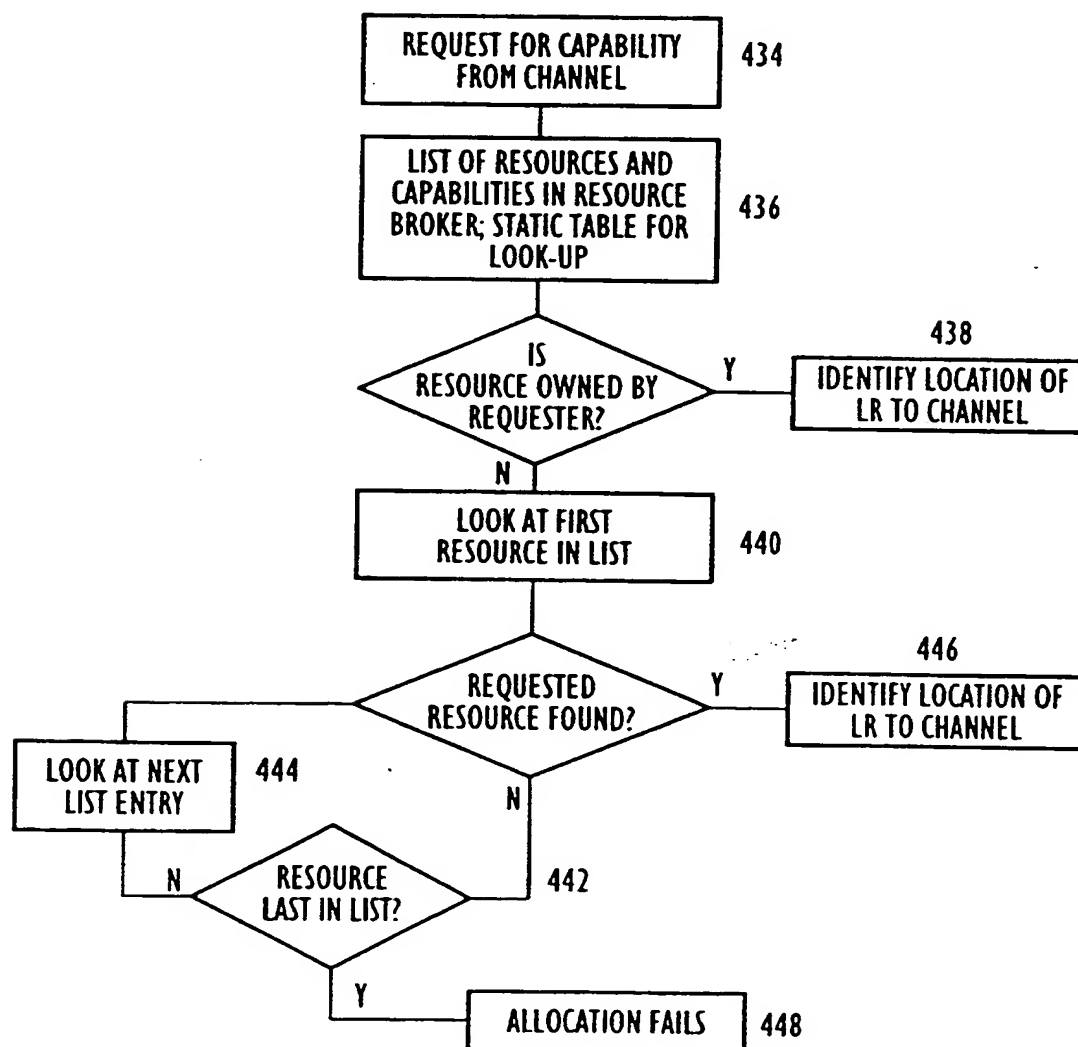 REQUEST FOR CAPABILITY
FROM CHANNEL
434
LIST OF RESOURCES AND
CAPABILITIES IN RESOURCE
BROKER; STATIC TABLE FOR
LOOK-UP
436
IS
RESOURCE OWNED BY
REQUESTER?
Y
438
IDENTIFY LOCATION OF
LR TO CHANNEL
N
LOOK AT FIRST
RESOURCE IN LIST
440
REQUESTED
RESOURCE FOUND?
Y
446
IDENTIFY LOCATION OF
LR TO CHANNEL
LOOK AT NEXT
LIST ENTRY
444
N
RESOURCE
LAST IN LIST?
N
442
Y
ALLOCATION FAILS
448